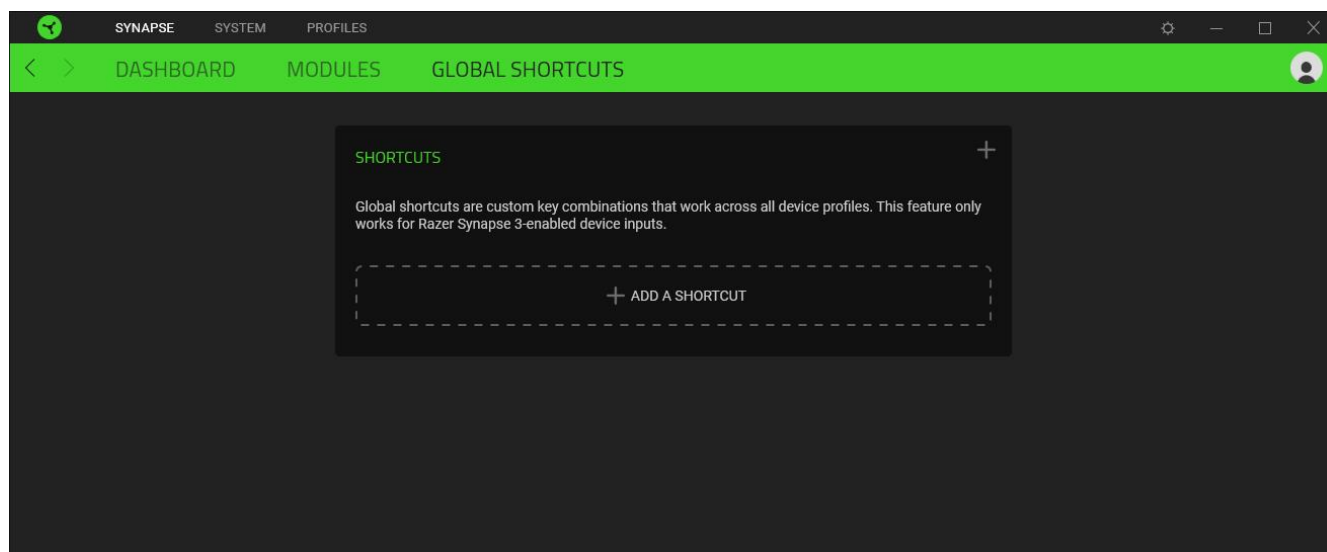 SYNAPSE SYSTEM PROFILES
DASHBOARD MODULES GLOBAL SHORTCUTS
SHORTCUTS
Global shortcuts are custom key combinations that work across all device profiles. This feature only
works for Razer Synapse 3-enabled device inputs.
ADD A SHORTCUT